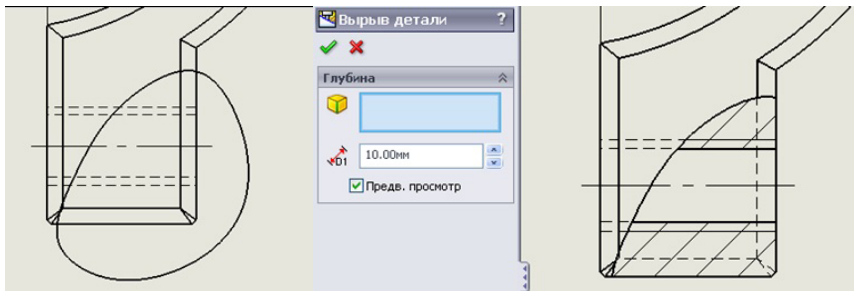 Вырыв детали ?
Глубина
D1 10.00мм
Предв. просмотр